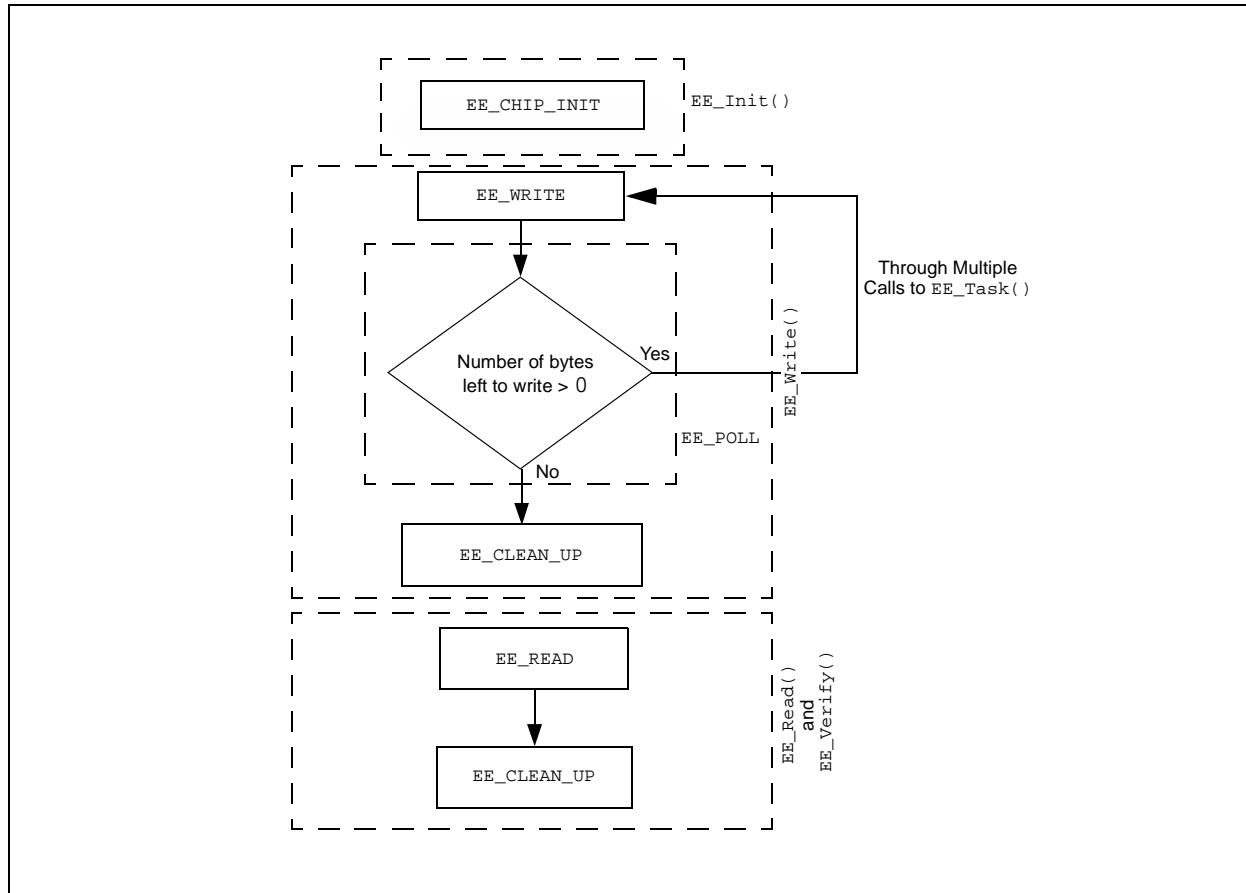 EE_CHIP_INIT
EE_Init()
EE_WRITE
Through Multiple
Calls to EE_Task()
Number of bytes
left to write > 0
Yes
EE_Write()
EE_POLL
No
EE_CLEAN_UP
EE_READ
EE_Read()
and
EE_Verify()
EE_CLEAN_UP